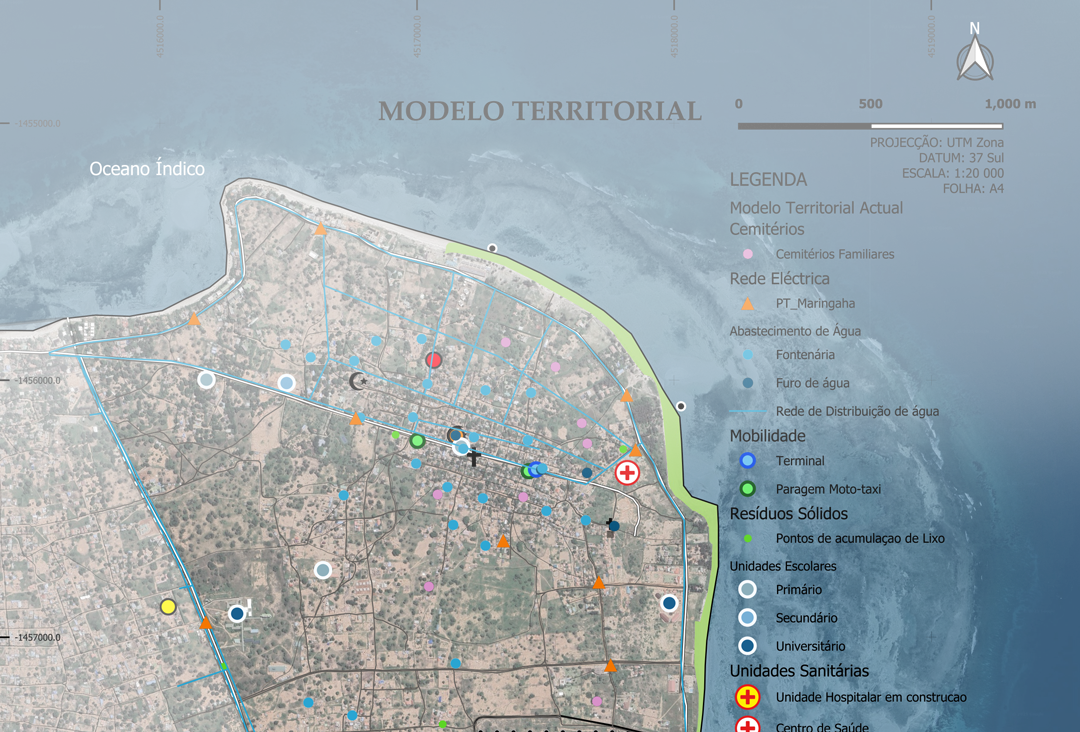 4516000.0
4517000.0
4518000.0
4519000.0
N
MODELO TERRITORIAL
0 500 1,000 m
-1455000.0
PROJECÇÃO: UTM Zona
DATUM: 37 Sul
ESCALA: 1:20 000
FOLHA: A4
Oceano Índico
LEGENDA
Modelo Territorial Actual
Cemitérios
Cemitérios Familiares
Rede Eléctrica
PT_Maringaha
Abastecimento de Água
Fontenária
Furo de água
Rede de Distribuição de água
-1456000.0
Mobilidade
Terminal
Paragem Moto-taxi
Resíduos Sólidos
Pontos de acumulaçao de Lixo
Unidades Escolares
Primário
Secundário
Universitário
-1457000.0
Unidades Sanitárias
Unidade Hospitalar em construcao
Centro de Saúde